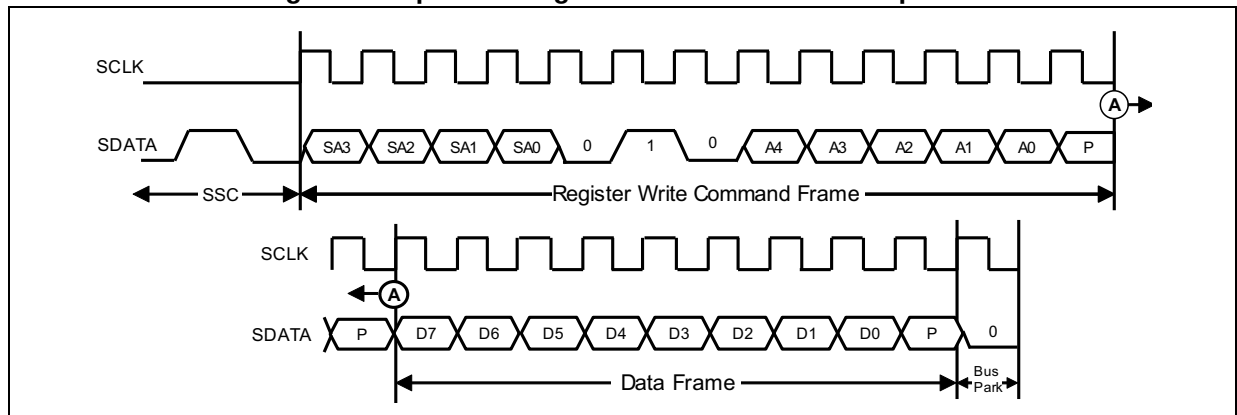 SCLK
A
SDATA SA3 SA2 SA1 SA0 0 1 0 A4 A3 A2 A1 A0 P
SSC Register Write Command Frame
SCLK
A
SDATA P D7 D6 D5 D4 D3 D2 D1 D0 P 0
Data Frame Bus
Park